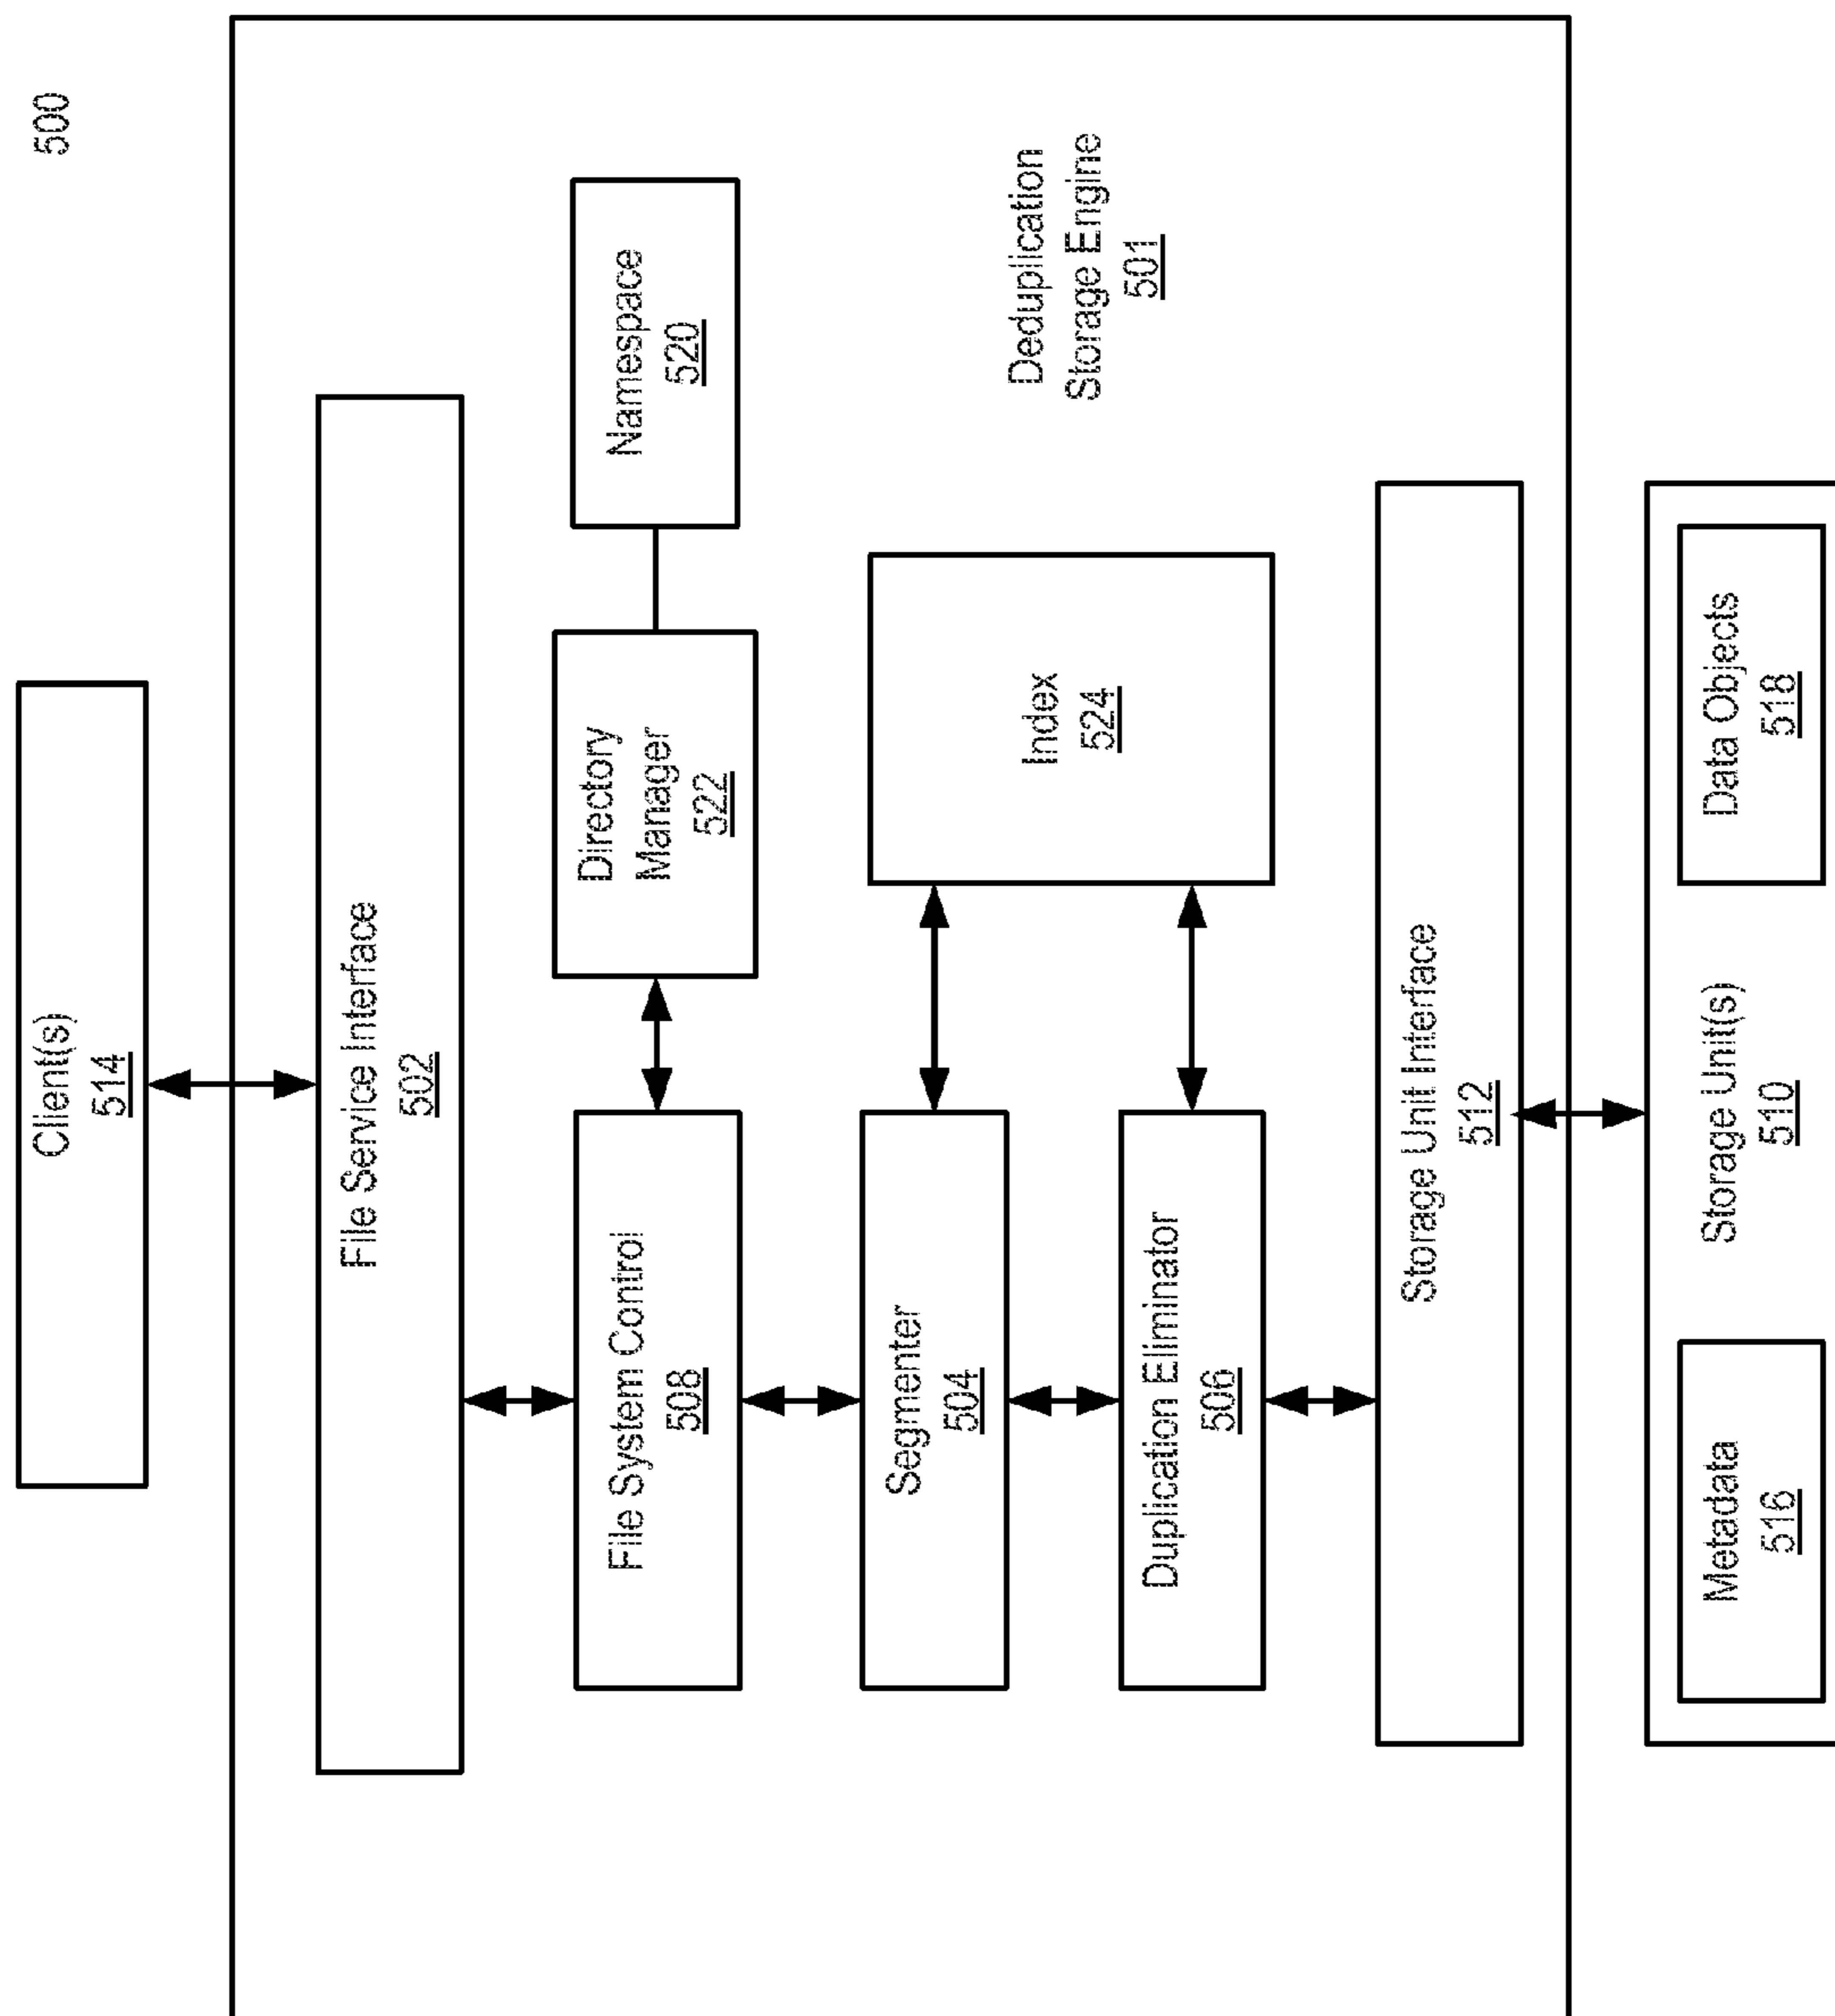 500
Client(s)
514
File Service Interface
502
File System Control
508
Directory
Manager
522
Namespace
520
Segmenter
504
Index
524
Duplication Eliminator
506
Deduplication
Storage Engine
501
Storage Unit Interface
512
Metadata
516
Storage Unit(s)
510
Data Objects
518